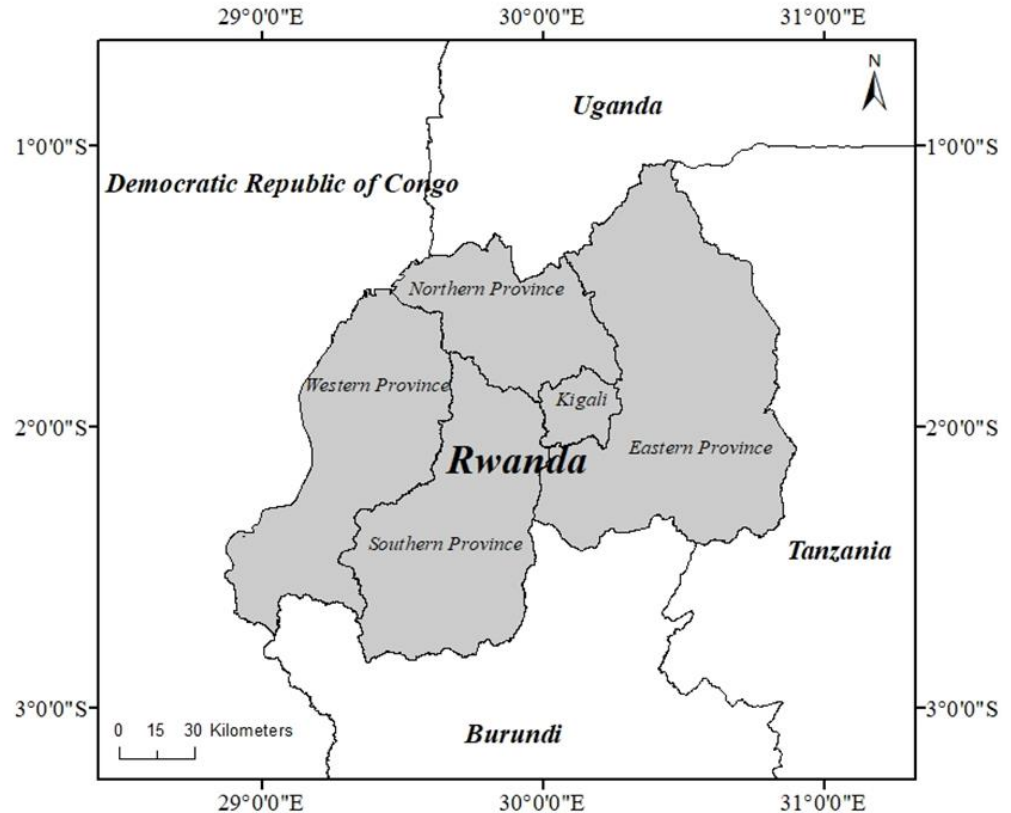 29°0'0"E 30°0'0"E 31°0'0"E
N
Uganda
1°0'0"S 1°0'0"S
Democratic Republic of Congo
Northern Province
Western Province
Kigali
2°0'0"S 2°0'0"S
Eastern Province
Rwanda
Southern Province
Tanzania
3°0'0"S 3°0'0"S
0 15 30 Kilometers
Burundi
29°0'0"E 30°0'0"E 31°0'0"E